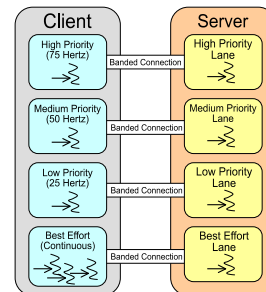 Client
Server
High Priority
(75 Hertz)
Banded Connection
High Priority
Lane
Medium Priority
(50 Hertz)
Banded Connection
Medium Priority
Lane
Low Priority
(25 Hertz)
Banded Connection
Low Priority
Lane
Best Effort
(Continuous)
Banded Connection
Best Effort
Lane